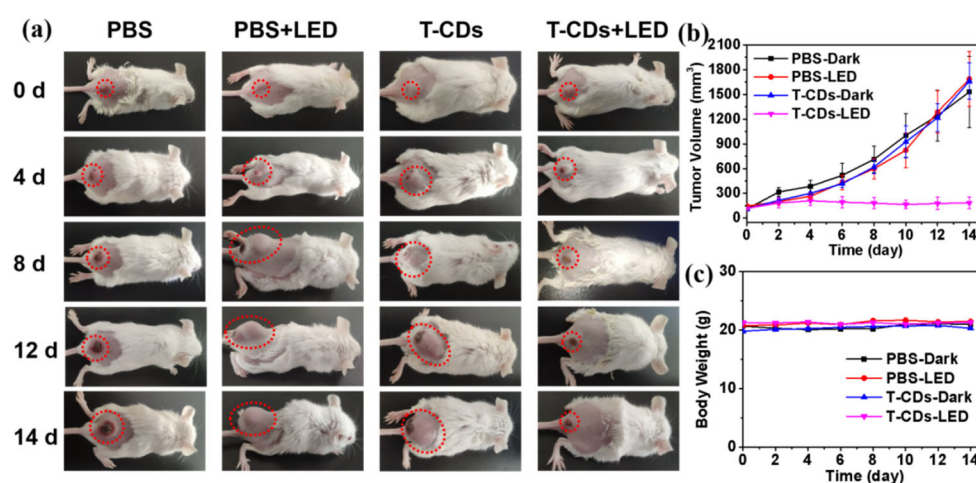 (a)
PBS PBS+LED T-CDs T-CDs+LED
0 d
4 d
8 d
12 d
14 d
(b)
2100
1800
1500
1200
900
600
300
0
Tumor Volume (mm³)
PBS-Dark
PBS-LED
T-CDs-Dark
T-CDs-LED
0 2 4 6 8 10 12 14
Time (day)
(c)
30
20
10
0
Body Weight (g)
PBS-Dark
PBS-LED
T-CDs-Dark
T-CDs-LED
0 2 4 6 8 10 12 14
Time (day)